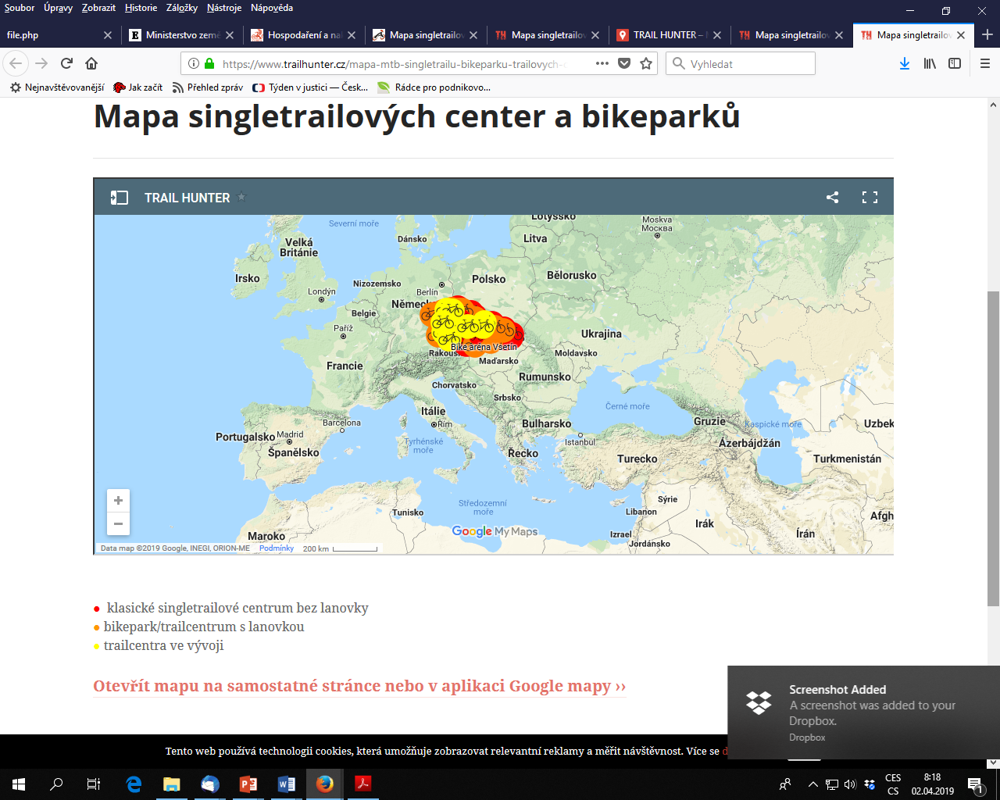 Soubor Úpravy Zobrazit Historie Záložky Nástroje Nápověda
file.php
Ministerstvo země
Hospodaření a na
Mapa singletrailov
Mapa singletrailov
TRAIL HUNTER –
Mapa singletrailov
Mapa singletrailov
https://www.trailhunter.cz/mapa-mtb-singletrailu-bikeparku-trailovych-c
Vyhledat
Nejnavštěvovanější Jak začít Přehled zpráv Týden v justici — Česk... Rádce pro podnikovo...
Mapa singletrailových center a bikeparků
TRAIL HUNTER
Severní moře
Lotyšsko
Moskva
Москва
Dánsko
Litva
Velká
Británie
Irsko
Nizozemsko
Polsko
Bělorusko
Londýn
Berlín
Německ
Belgie
Paříž
Ukrajina
Bike aréna Vsetín
Rakous
Maďarsko
Moldavsko
Francie
Rumunsko
Chorvatsko
Srbsko
Itálie
Černé moře
Portugalsko
Madrid
Barcelona
Řím
Bulharsko
Gruzie
Kaspické moře
Uzbek
Španělsko
Tyrhénské
moře
Řecko
Istanbul
Ázerbájdžán
Turecko
Turkmenistán
Středozemní
moře
Sýrie
Tunisko
Libanon
Irák
Afgh
Maroko
Google My Maps
Izrael
Írán
Jordánsko
Data map ©2019 Google, INEGI, ORION-ME Podmínky 200 km
klasické singletrailové centrum bez lanovky
bikepark/trailcentrum s lanovkou
trailcentra ve vývoji
Otevřít mapu na samostatné stránce nebo v aplikaci Google mapy ››
Screenshot Added
A screenshot was added to your
Dropbox.
Dropbox
Tento web používá technologii cookies, která umožňuje zobrazovat relevantní reklamy a měřit návštěvnost. Více se d
CES
CS
8:18
02.04.2019
1